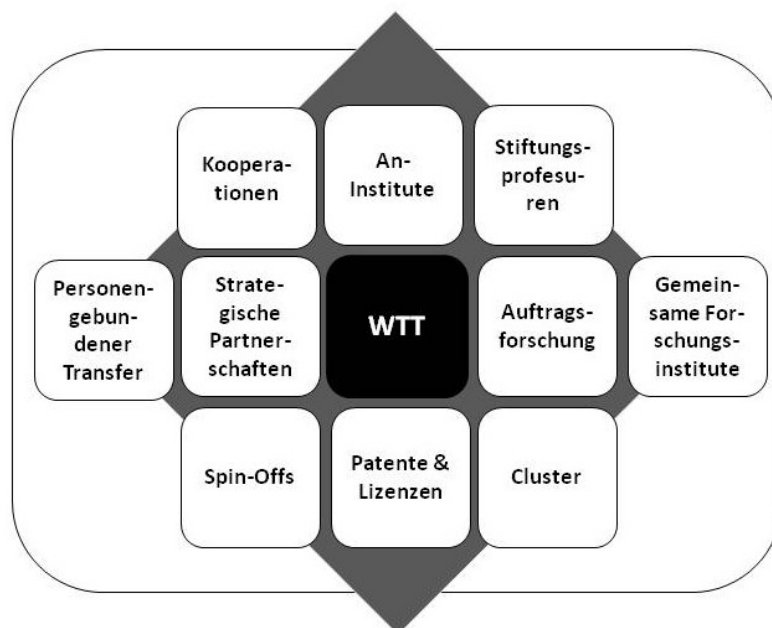 Koopera-
tionen
An-
Institute
Stiftungs-
profesu-
ren
Personen-
gebun-
dener
Transfer
Strate-
gische
Partner-
schaften
WTT
Auftrags-
forschung
Gemein-
same For-
schungs-
institute
Spin-Offs
Patente &
Lizenzen
Cluster